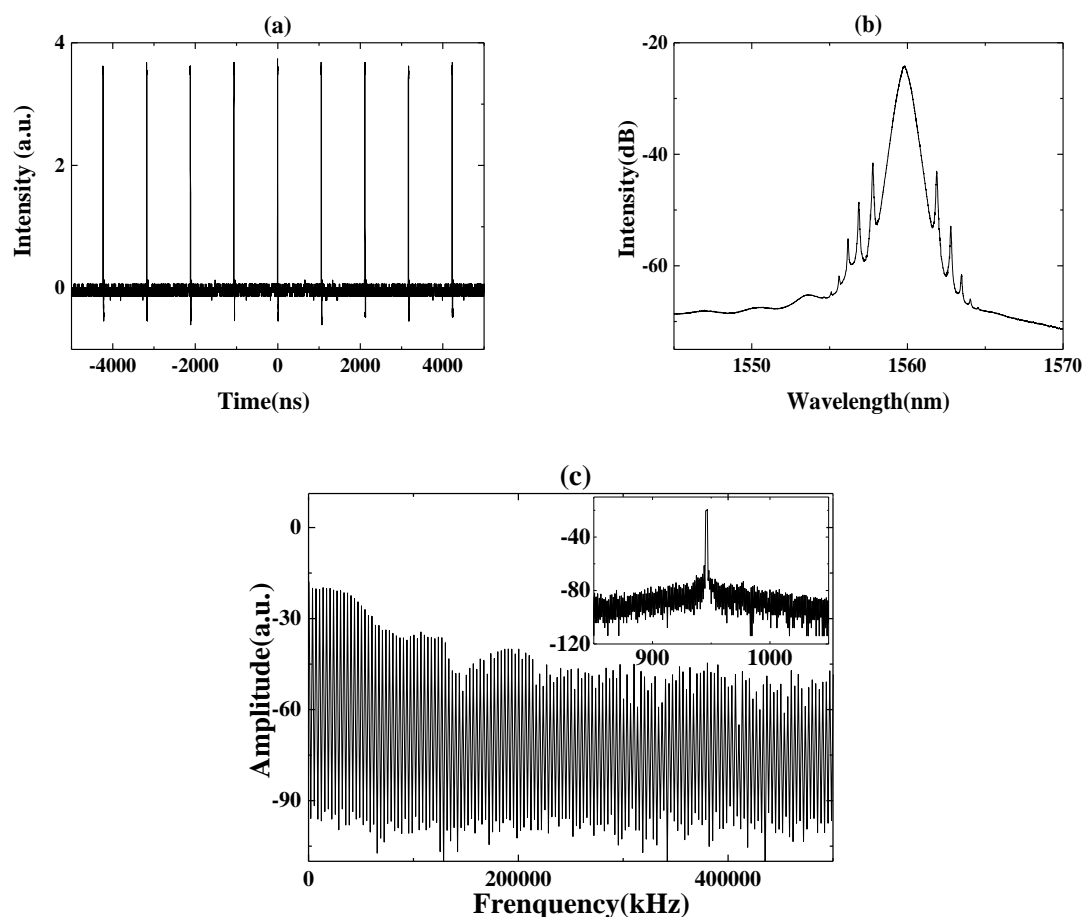 (a)
4
2
0
Intensity (a.u.)
-4000 -2000 0 2000 4000
Time(ns)
(b)
-20
-40
-60
Intensity(dB)
1550 1560 1570
Wavelength(nm)
(c)
0
-30
-60
-90
Amplitude(a.u.)
0 200000 400000
Frenquency(kHz)
-40
-80
-120
900 1000